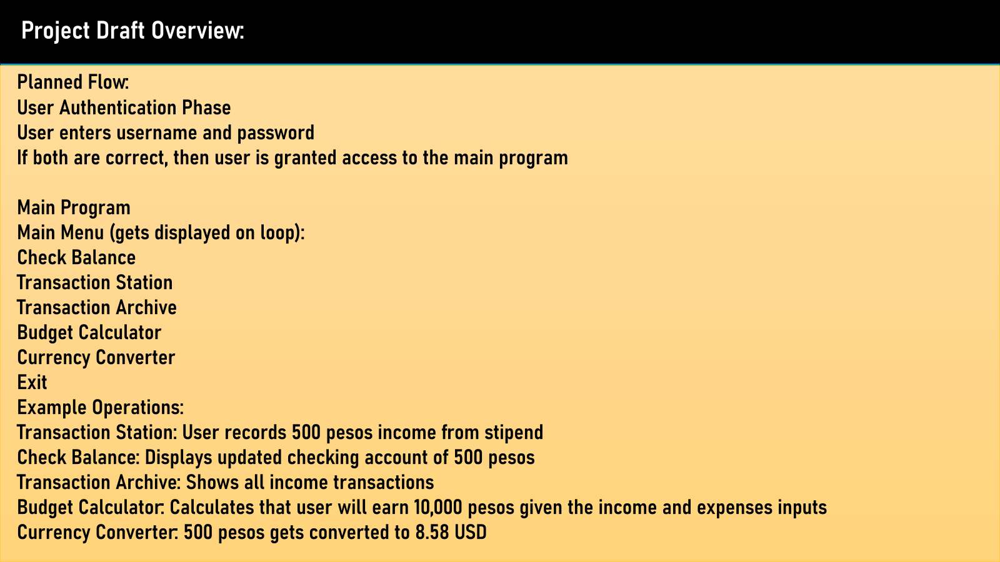 Project Draft Overview:
Planned Flow:
User Authentication Phase
User enters username and password
If both are correct, then user is granted access to the main program
Main Program
Main Menu (gets displayed on loop):
Check Balance
Transaction Station
Transaction Archive
Budget Calculator
Currency Converter
Exit
Example Operations:
Transaction Station: User records 500 pesos income from stipend
Check Balance: Displays updated checking account of 500 pesos
Transaction Archive: Shows all income transactions
Budget Calculator: Calculates that user will earn 10,000 pesos given the income and expenses inputs
Currency Converter: 500 pesos gets converted to 8.58 USD